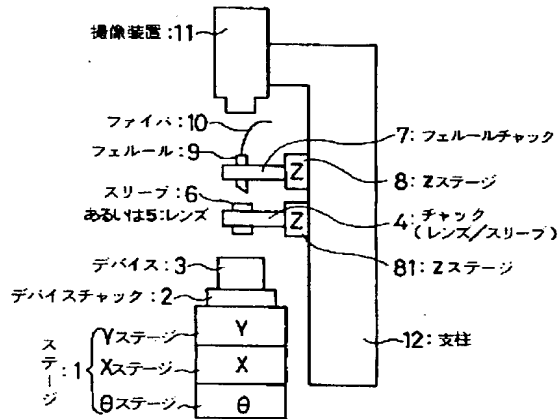 撮像装置:11
ファイバ:10
7:フェルールチャック
フェルール:9
Z
8:Zステージ
スリーブ:6
あるいは5:レンズ
Z
4:チャック
(レンズ/スリーブ)
デバイス:3
81:Zステージ
デバイスチャック:2
Yステージ
Y
12:支柱
ステージ:1
Xステージ
X
θステージ
θ